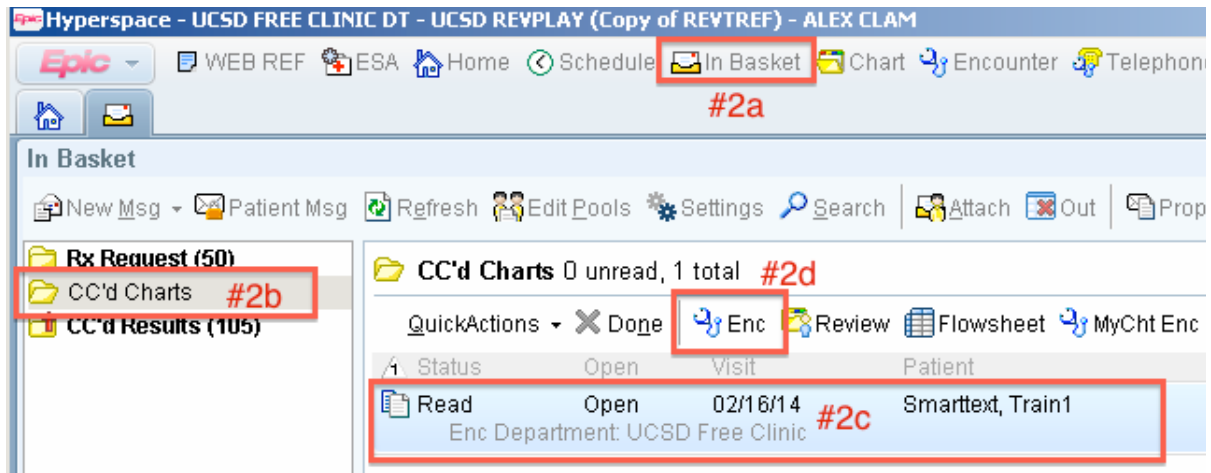 Hyperspace - UCSD FREE CLINIC DT - UCSD REVPLAY (Copy of REVTREF) - ALEX CLAM
Epic WEB REF ESA Home Schedule In Basket Chart Encounter Telephon
#2a
In Basket
New Msg Patient Msg Refresh Edit Pools Settings Search Attach Out Prop
Rx Request (50)
CC'd Charts #2b
CC'd Results (105)
CC'd Charts 0 unread, 1 total #2d
QuickActions Done Enc Review Flowsheet MyCht Enc
Status Open Visit Patient
Read Open 02/16/14 Smarttext, Train1
Enc Department: UCSD Free Clinic #2c